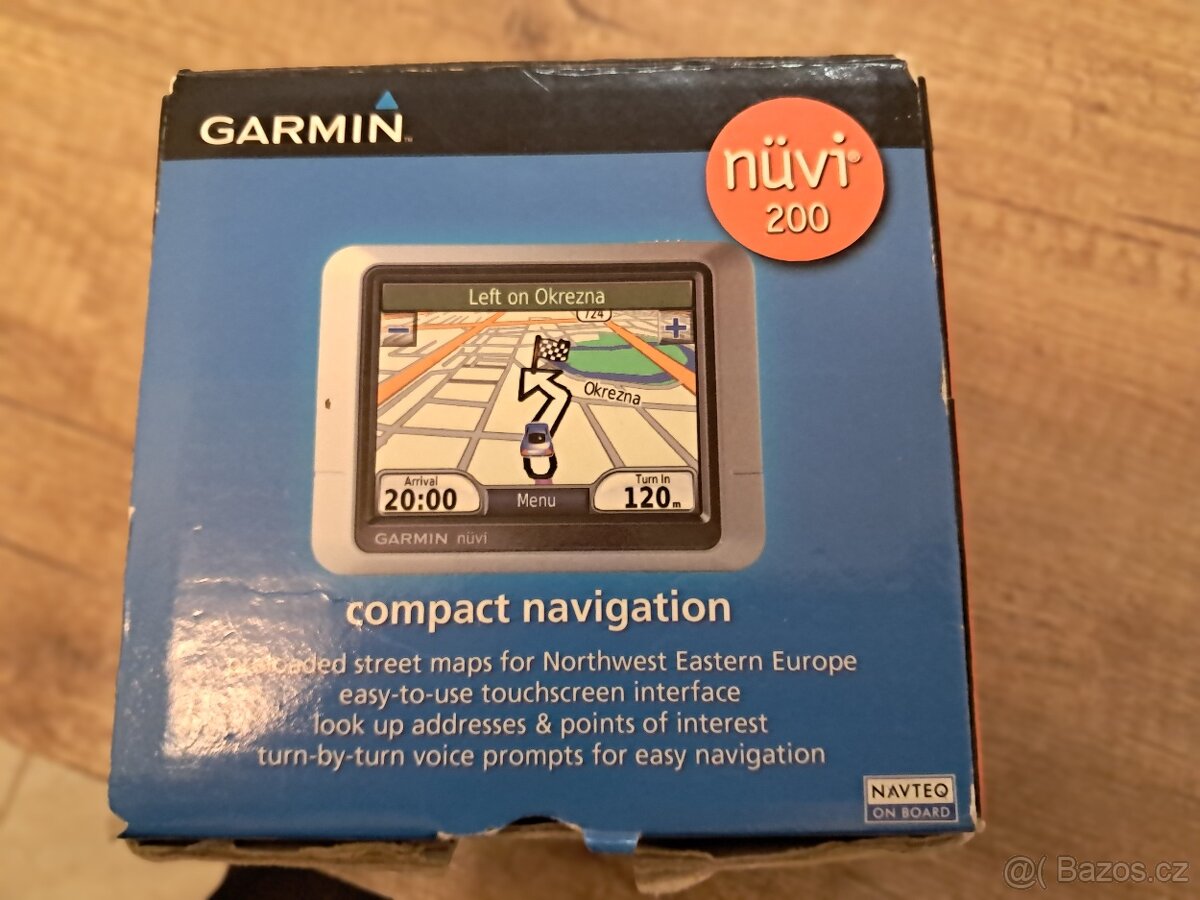 GARMIN™
nüvi®
200
Left on Okrezna
724
Okrezna
Arrival
20:00
Menu
Turn In
120m
GARMIN nüvi
compact navigation
street maps for Northwest Eastern Europe
easy-to-use touchscreen interface
look up addresses & points of interest
turn-by-turn voice prompts for easy navigation
NAVTEQ
ON BOARD
@( Bazos.cz